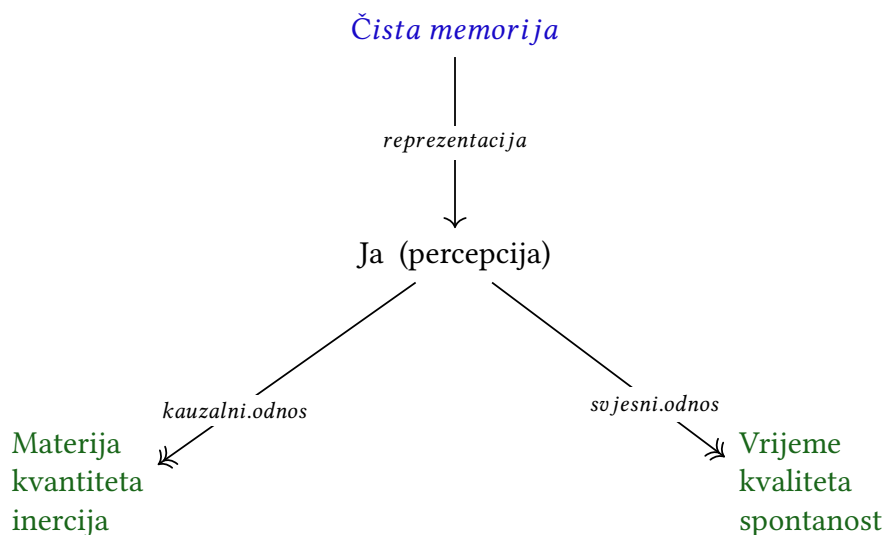 Čista memorija
reprezentacija
Ja (percepcija)
kauzalni.odnos
svjesni.odnos
Materija
kvantiteta
inercija
Vrijeme
kvaliteta
spontanost